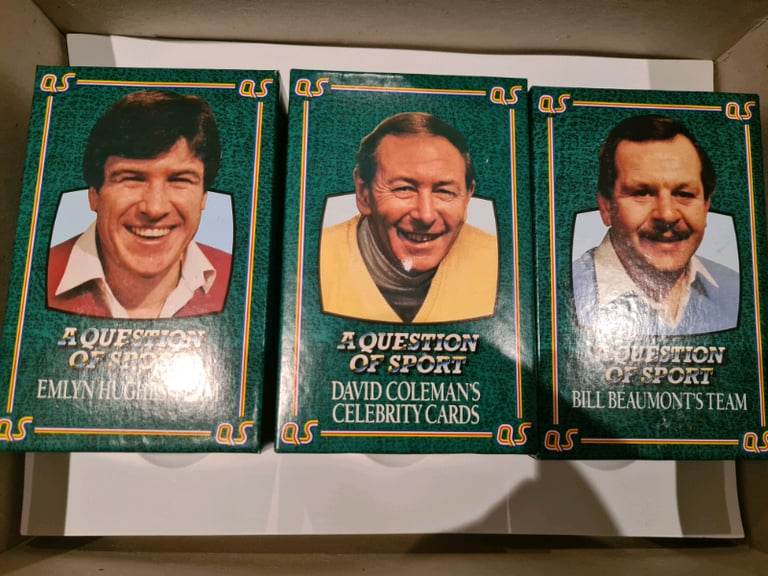 QS QS
A QUESTION
OF SPORT
EMLYN HUGHES
QS QS
QS QS
A QUESTION
OF SPORT
DAVID COLEMAN'S
CELEBRITY CARDS
QS QS
QS QS
A QUESTION
OF SPORT
BILL BEAUMONT'S TEAM
QS QS